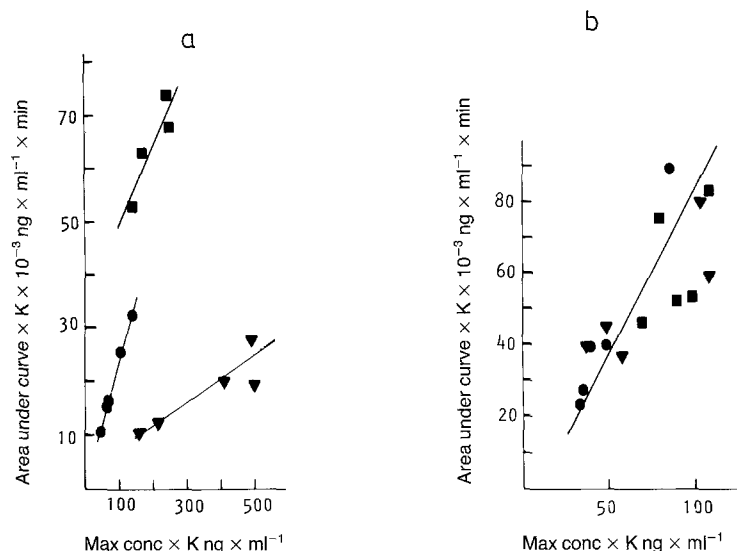 a
Area under curve × K × 10⁻³ ng × ml⁻¹ × min
70
50
30
10
100
300
500
Max conc × K ng × ml⁻¹
b
Area under curve × K × 10⁻³ ng × ml⁻¹ × min
80
60
40
20
50
100
Max conc × K ng × ml⁻¹